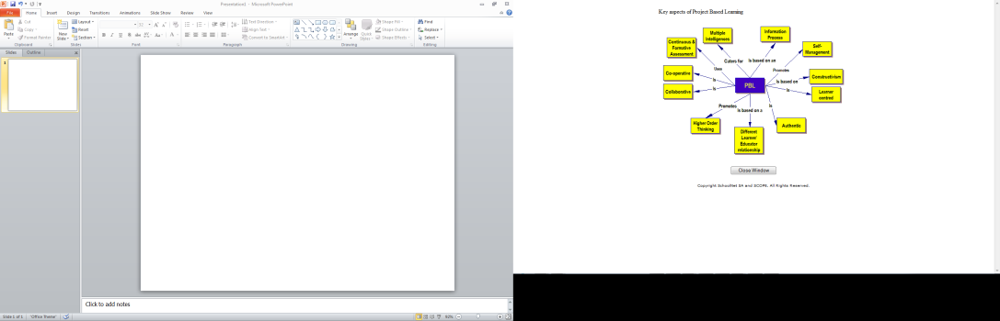 Presentation1 - Microsoft PowerPoint
File Home Insert Design Transitions Animations Slide Show Review View
Paste
Cut
Copy
Format Painter
Clipboard
New
Slide
Layout
Reset
Section
Slides
Font
Text Direction
Align Text
Convert to SmartArt
Paragraph
Arrange
Quick
Styles
Shape Fill
Shape Outline
Shape Effects
Drawing
Find
Replace
Select
Editing
Slides Outline
1
Click to add notes
Slide 1 of 1 "Office Theme"
Key aspects of Project Based Learning
Multiple
Intelligenses
Information
Process
Continuous &
Formative
Assessment
Self-
Management
Caters for
Is based on an
Uses
Promotes
Co-operative
Is
Is based on
Constructivism
PBL
Collaborative
Is
Is
Learner
centred
Promotes
Is based on a
Is
Higher Order
Thinking
Authentic
Different
Learner/
Educator
relationship
Close Window
Copyright SchoolNet SA and SCOPE. All Rights Reserved.